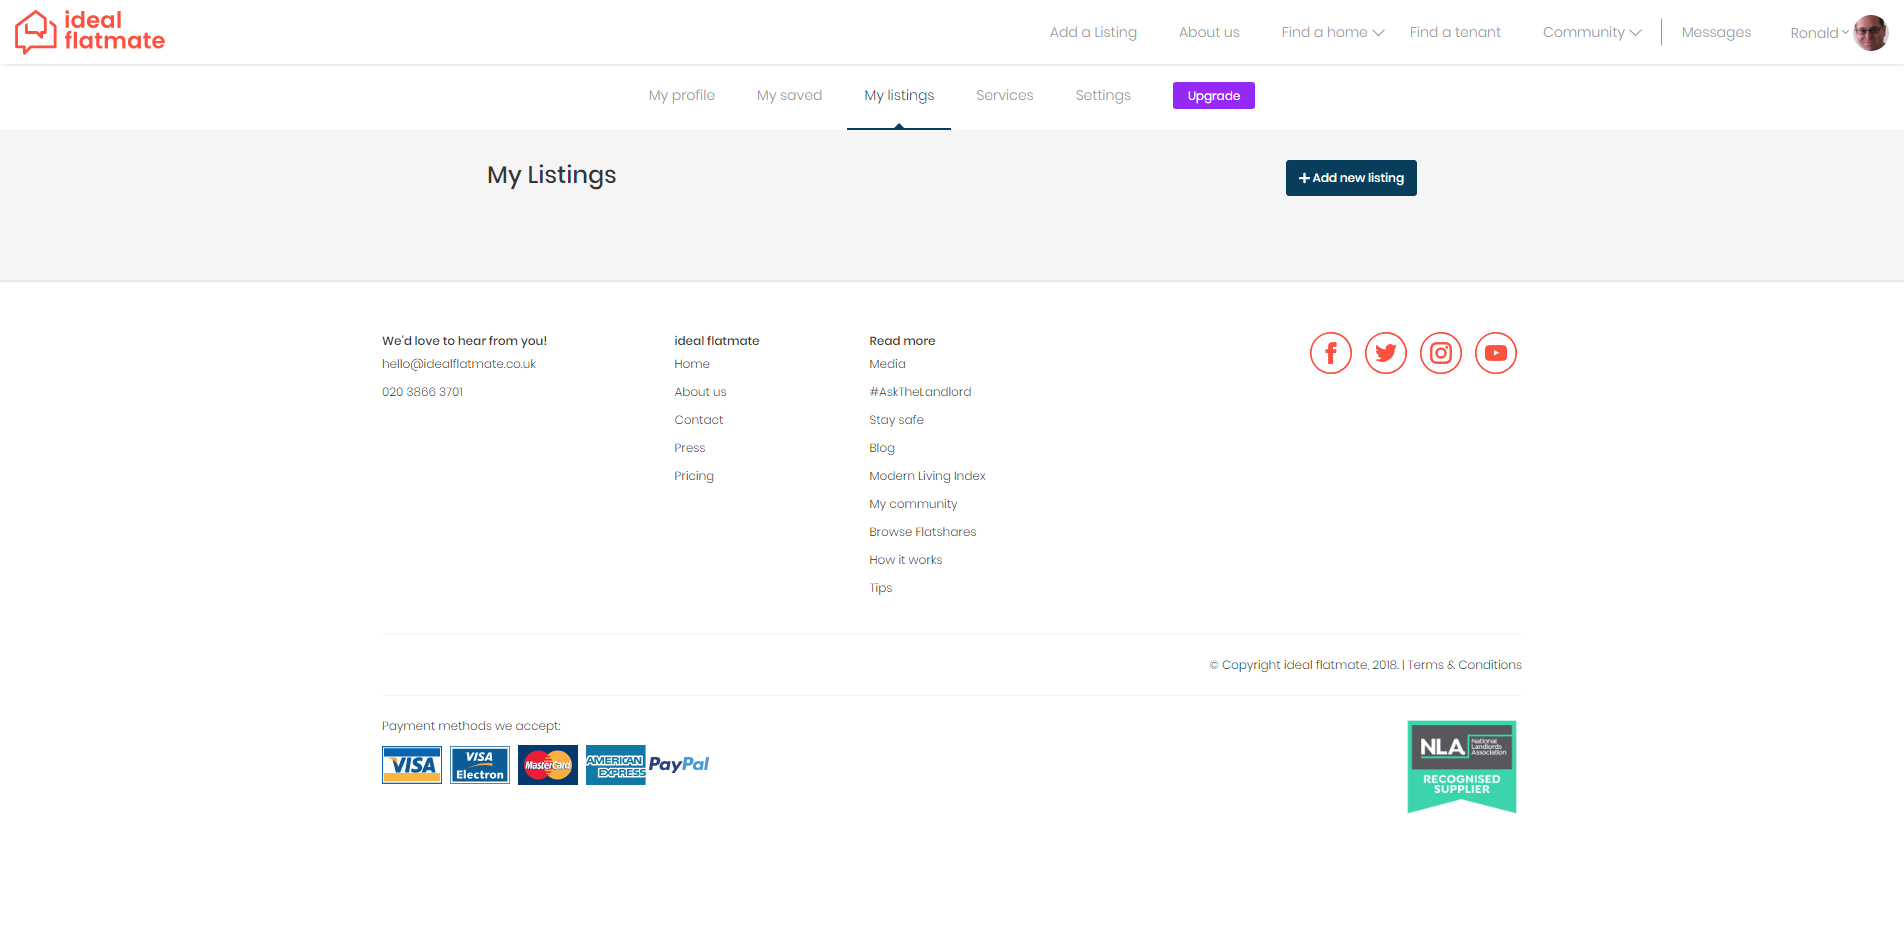 ideal
flatmate
Add a Listing About us Find a home Find a tenant Community Messages Ronald
My profile My saved My listings Services Settings Upgrade
My Listings
Add new listing
We'd love to hear from you!
hello@idealflatmate.co.uk
020 3866 3701
ideal flatmate
Home
About us
Contact
Press
Pricing
Read more
Media
#AskTheLandlord
Stay safe
Blog
Modern Living Index
My community
Browse Flatshares
How it works
Tips
© Copyright ideal flatmate, 2018. | Terms & Conditions
Payment methods we accept:
VISA
VISA
Electron
MasterCard
AMERICAN
EXPRESS
PayPal
NLA
National
Landlords
Association
RECOGNISED
SUPPLIER